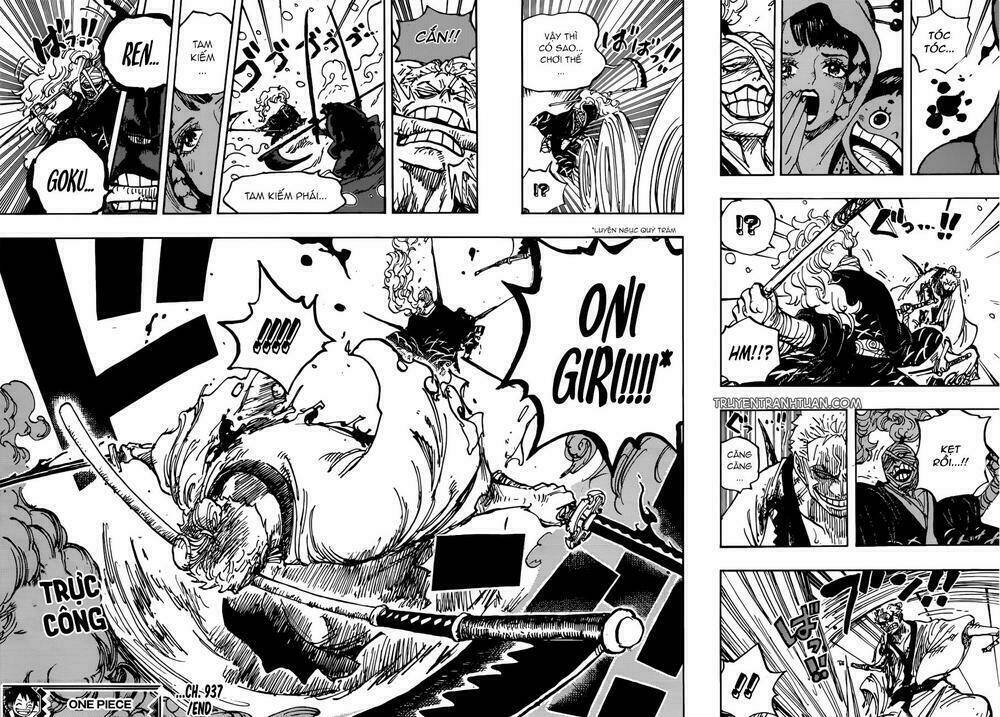 TÓC
TÓC...
!?
HM!!?
TRUYENTRANHTUAN.COM
KẸT
RỒI...!!
CĂNG
CĂNG
...
!!
VẬY THÌ
CÓ SAO...
CHƠI THẾ
!?
CẮN!!
TAM KIẾM PHÁI...
TAM
KIẾM
...
REN...
GOKU...
*LUYỆN NGỤC QUỶ TRẢM
ONI
GIRI!!!!!*
!!!!!
TRỰC
CÔNG
...CH. 937
/END
ONE PIECE